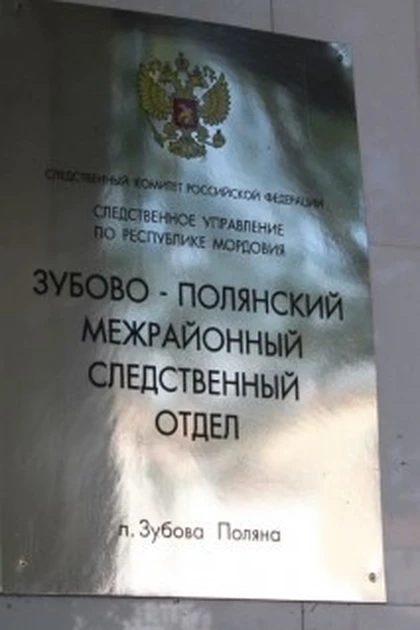 СЛЕДСТВЕННЫЙ КОМИТЕТ РОССИЙСКОЙ ФЕДЕРАЦИИ
СЛЕДСТВЕННОЕ УПРАВЛЕНИЕ
ПО РЕСПУБЛИКЕ МОРДОВИЯ
ЗУБОВО - ПОЛЯНСКИЙ
МЕЖРАЙОННЫЙ
СЛЕДСТВЕННЫЙ
ОТДЕЛ
п. Зубова Поляна